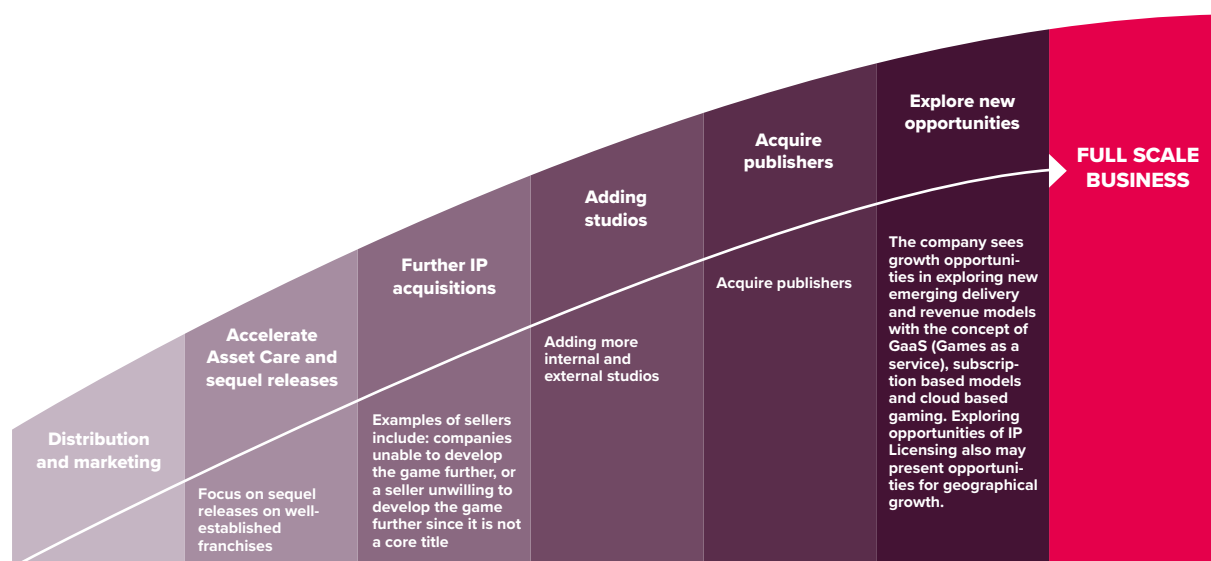 Distribution
and marketing
Accelerate
Asset Care and
sequel releases
Focus on sequel
releases on well-
established
franchises
Further IP
acquisitions
Examples of sellers
include: companies
unable to develop
the game further, or
a seller unwilling to
develop the game
further since it is not
a core title
Adding
studios
Adding more
internal and
external studios
Acquire
publishers
Acquire publishers
Explore new
opportunities
The company sees
growth opportuni-
ties in exploring new
emerging delivery
and revenue models
with the concept of
GaaS (Games as a
service), subscrip-
tion based models
and cloud based
gaming. Exploring
opportunities of IP
Licensing also may
present opportuni-
ties for geographical
growth.
FULL SCALE
BUSINESS